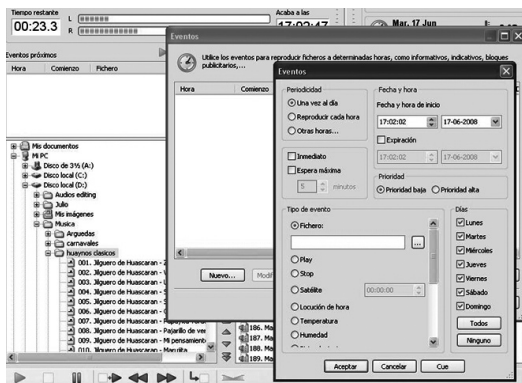 Tiempo restante
00:23.3
L
R
Acaba a las
17:02:47
Mar. 17 Jun
Eventos próximos
Hora Comienzo Fichero
Mis documentos
Mi PC
Disco de 3½ (A:)
Disco local (C:)
Disco local (D:)
Audios editing
Julio
Mis imágenes
Musica
Arguedas
carnavales
huaynos clasicos
001. Jilguero de Huascaran -
002. Jilguero de Huascaran -
003. Jilguero de Huascaran -
004. Jilguero de Huascaran -
005. Jilguero de Huascaran -
006. Jilguero de Huascaran -
007. Jilguero de Huascaran -
008. Jilguero de Huascaran - Pajarillo de
009. Jilguero de Huascaran - Mi pensamient
010. Jilguero de Huascaran -
186. Ma
187. Ma
188. Ma
189. Ma
Eventos
Utilice los eventos para reproducir ficheros a determinadas horas, como informativos, indicativos, bloques
publicitarios,...
Hora Comienzo
Nuevo... Modif
Eventos
Periodicidad
Una vez al día
Reproducir cada hora
Otras horas...
Fecha y hora
Fecha y hora de inicio
17:02:02 17-06-2008
Expiración
17:02:02 17-06-2008
Inmediato
Espera máxima
5 minutos
Prioridad
Prioridad baja Prioridad alta
Tipo de evento
Fichero:
...
Play
Stop
Satélite 00:00:00
Locución de hora
Temperatura
Humedad
Días
Lunes
Martes
Miércoles
Jueves
Viernes
Sábado
Domingo
Todos
Ninguno
Aceptar Cancelar Cue